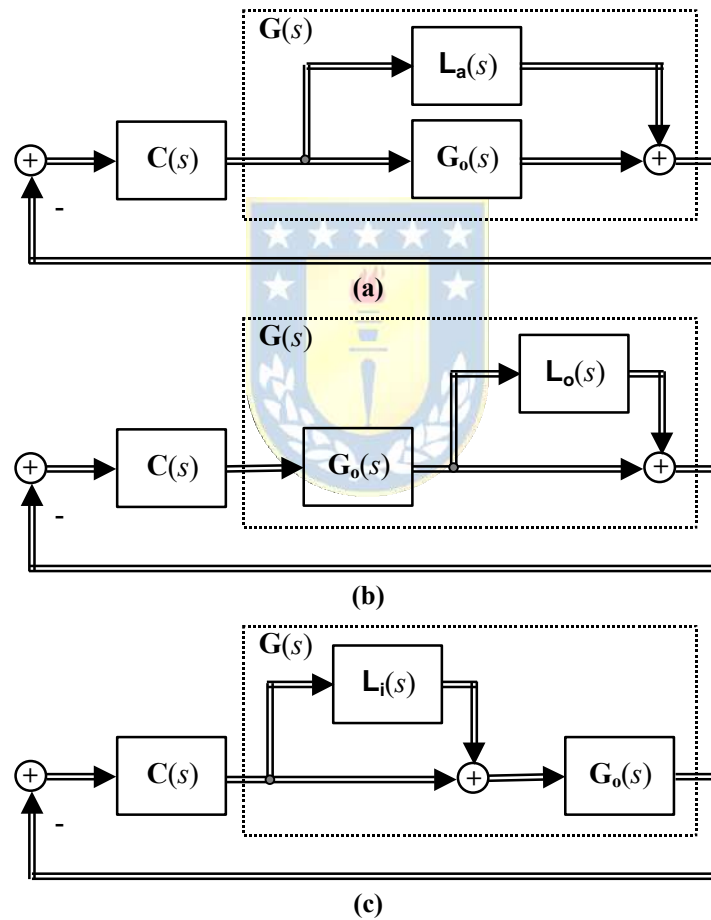 G(s)
Lₐ(s)
+ C(s) Gₒ(s) +
-
(a)
G(s)
Lₒ(s)
+ C(s) Gₒ(s) +
-
(b)
G(s)
Lᵢ(s)
+ C(s) + Gₒ(s)
-
(c)